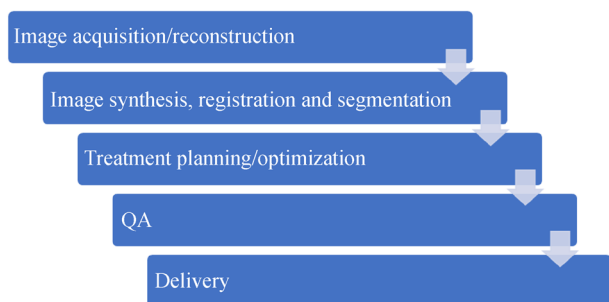 Image acquisition/reconstruction
Image synthesis, registration and segmentation
Treatment planning/optimization
QA
Delivery